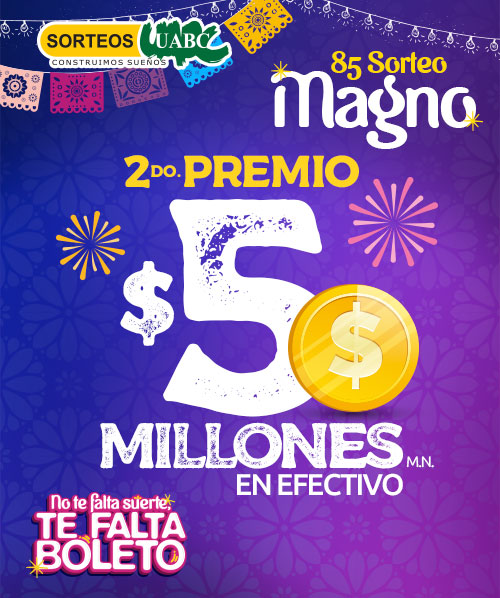 SORTEOS UABC
CONSTRUIMOS SUEÑOS
85 Sorteo
Magno
2DO. PREMIO
$5
$
MILLONES M.N.
EN EFECTIVO
No te falta suerte,
TE FALTA
BOLETO